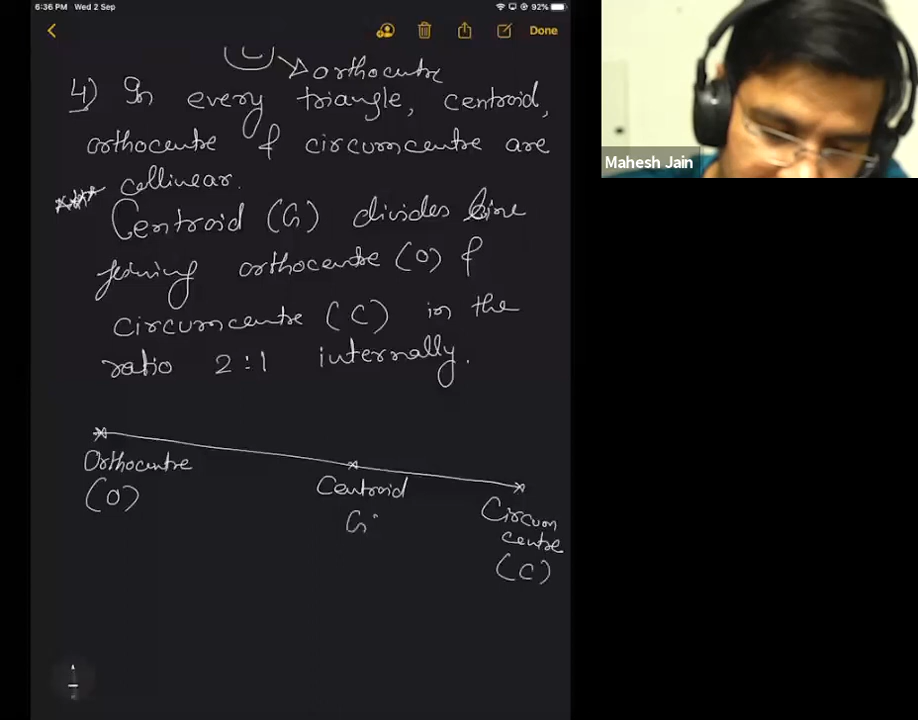 6:36 PM Wed 2 Sep
92%
Done
orthocentre
4) In every triangle, centroid,
orthocentre & circumcentre are
collinear.
*** Centroid (G) divides line
joining orthocentre (O) &
circumcentre (C) in the
ratio 2:1 internally.
Orthocentre
(O)
Centroid
G
Circum
centre
(C)
Mahesh Jain